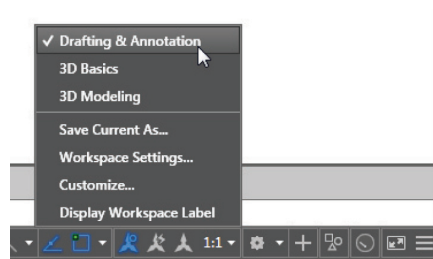 ✓ Drafting & Annotation
3D Basics
3D Modeling
Save Current As...
Workspace Settings...
Customize...
Display Workspace Label
1:1